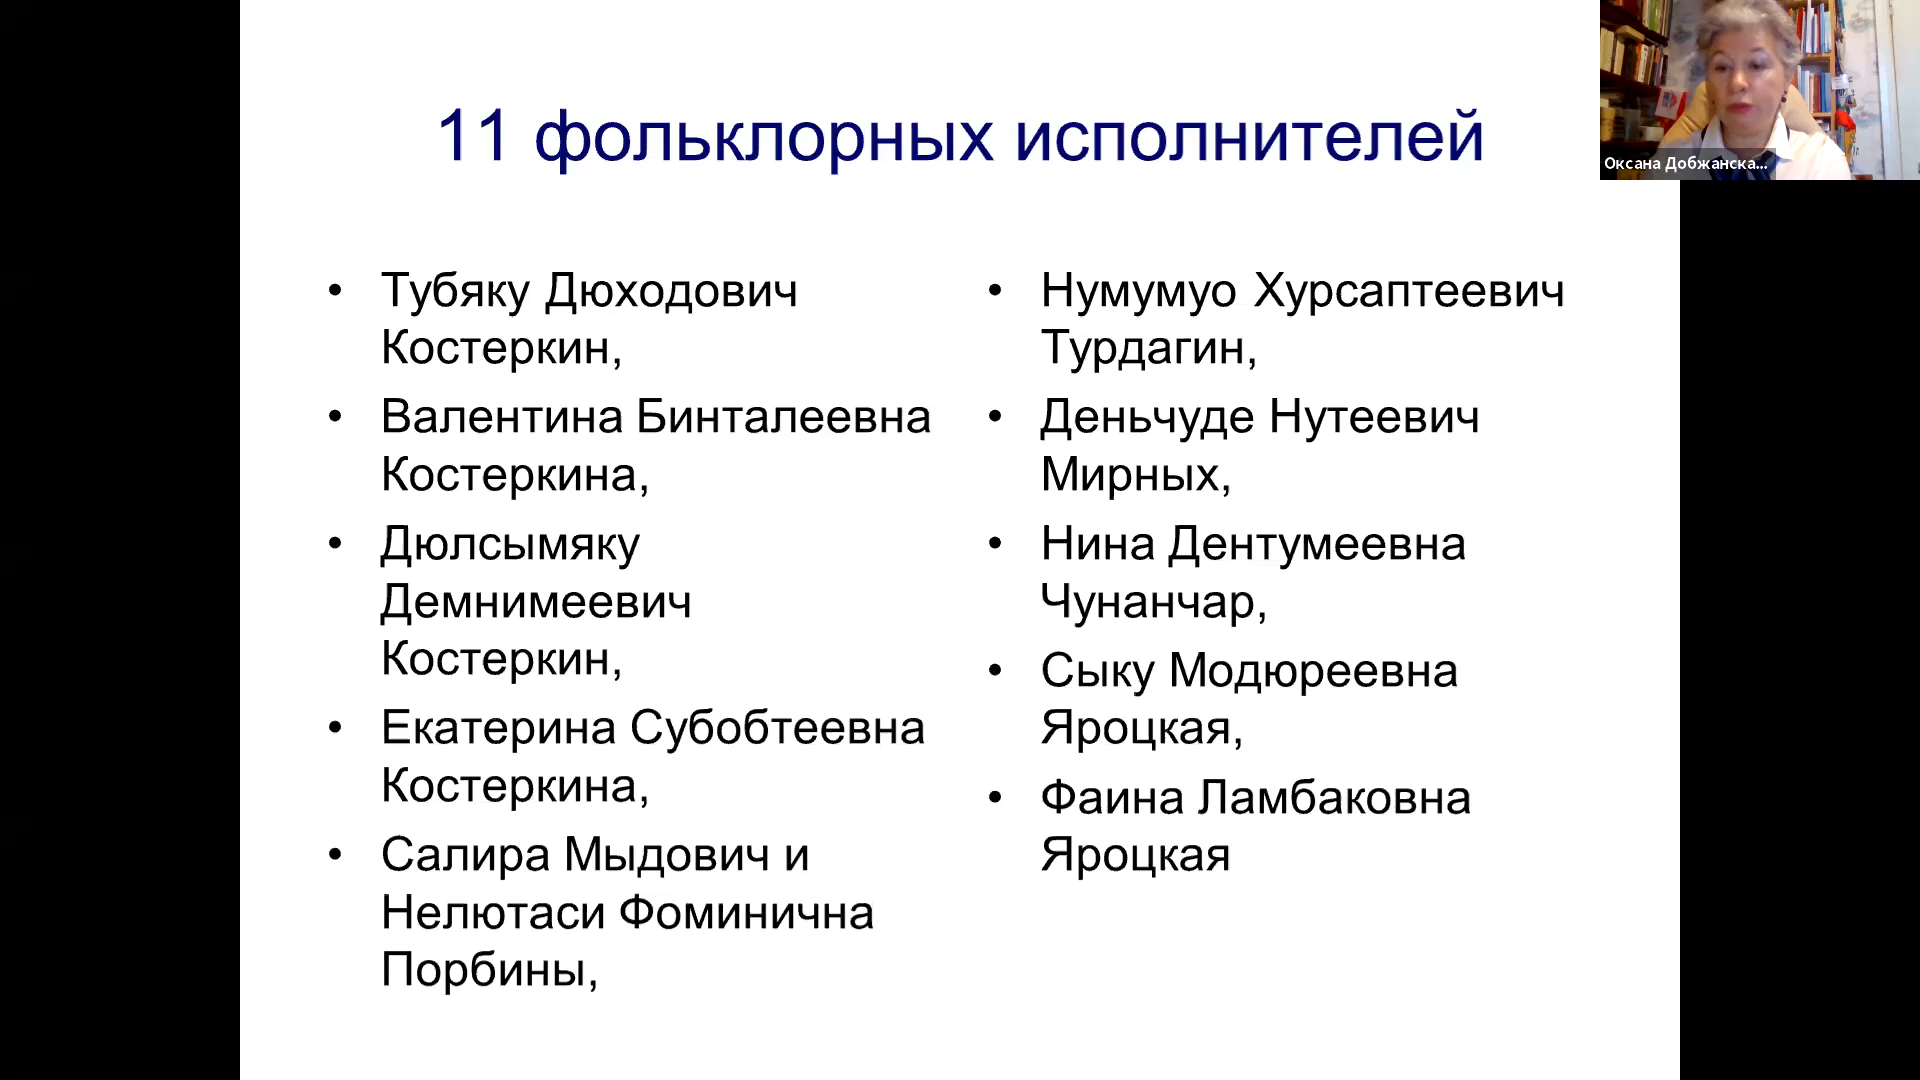 11 фольклорных исполнителей
Оксана Добжанска...
• Тубяку Дюходович
Костеркин,
• Валентина Бинталеевна
Костеркина,
• Дюлсымяку
Демнимеевич
Костеркин,
• Екатерина Субобтеевна
Костеркина,
• Салира Мыдович и
Нелютаси Фоминична
Порбины,
• Нумумуо Хурсаптеевич
Турдагин,
• Деньчуде Нутеевич
Мирных,
• Нина Дентумеевна
Чунанчар,
• Сыку Модюреевна
Яроцкая,
• Фаина Ламбаковна
Яроцкая